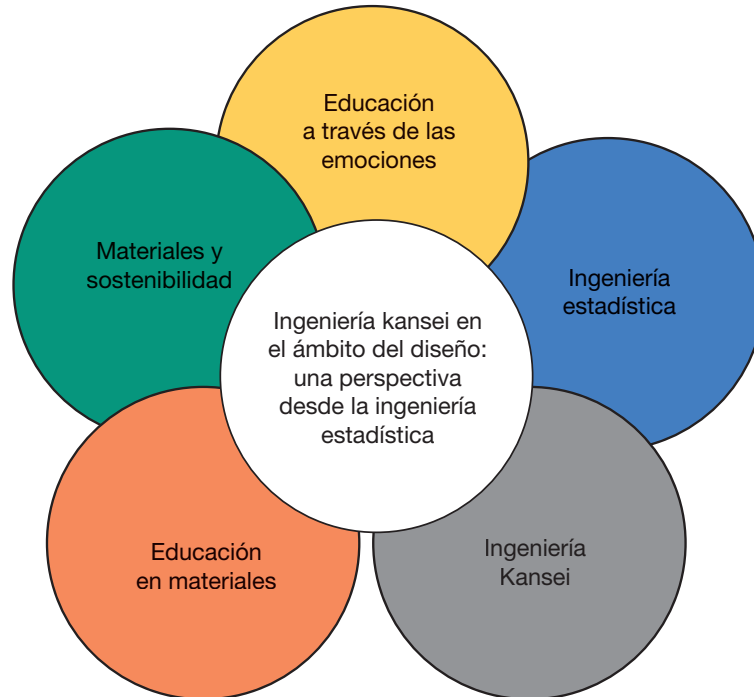 Educación
a través de las
emociones
Materiales y
sostenibilidad
Ingeniería
estadística
Ingeniería kansei en
el ámbito del diseño:
una perspectiva
desde la ingeniería
estadística
Educación
en materiales
Ingeniería
Kansei